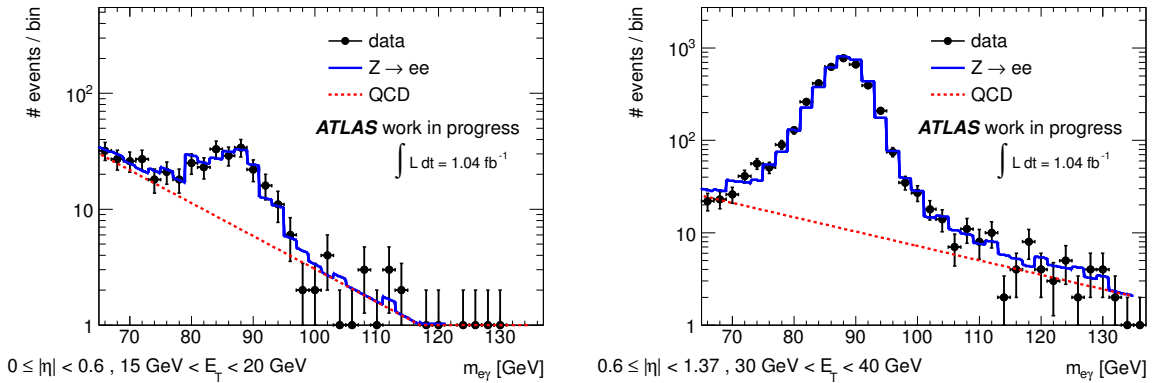 # events / bin
10²
10
1
data
Z → ee
QCD
ATLAS work in progress
∫ L dt = 1.04 fb⁻¹
70 80 90 100 110 120 130
0 ≤ |η| < 0.6 , 15 GeV < E_T < 20 GeV
m_eγ [GeV]
# events / bin
10³
10²
10
1
data
Z → ee
QCD
ATLAS work in progress
∫ L dt = 1.04 fb⁻¹
70 80 90 100 110 120 130
0.6 ≤ |η| < 1.37 , 30 GeV < E_T < 40 GeV
m_eγ [GeV]